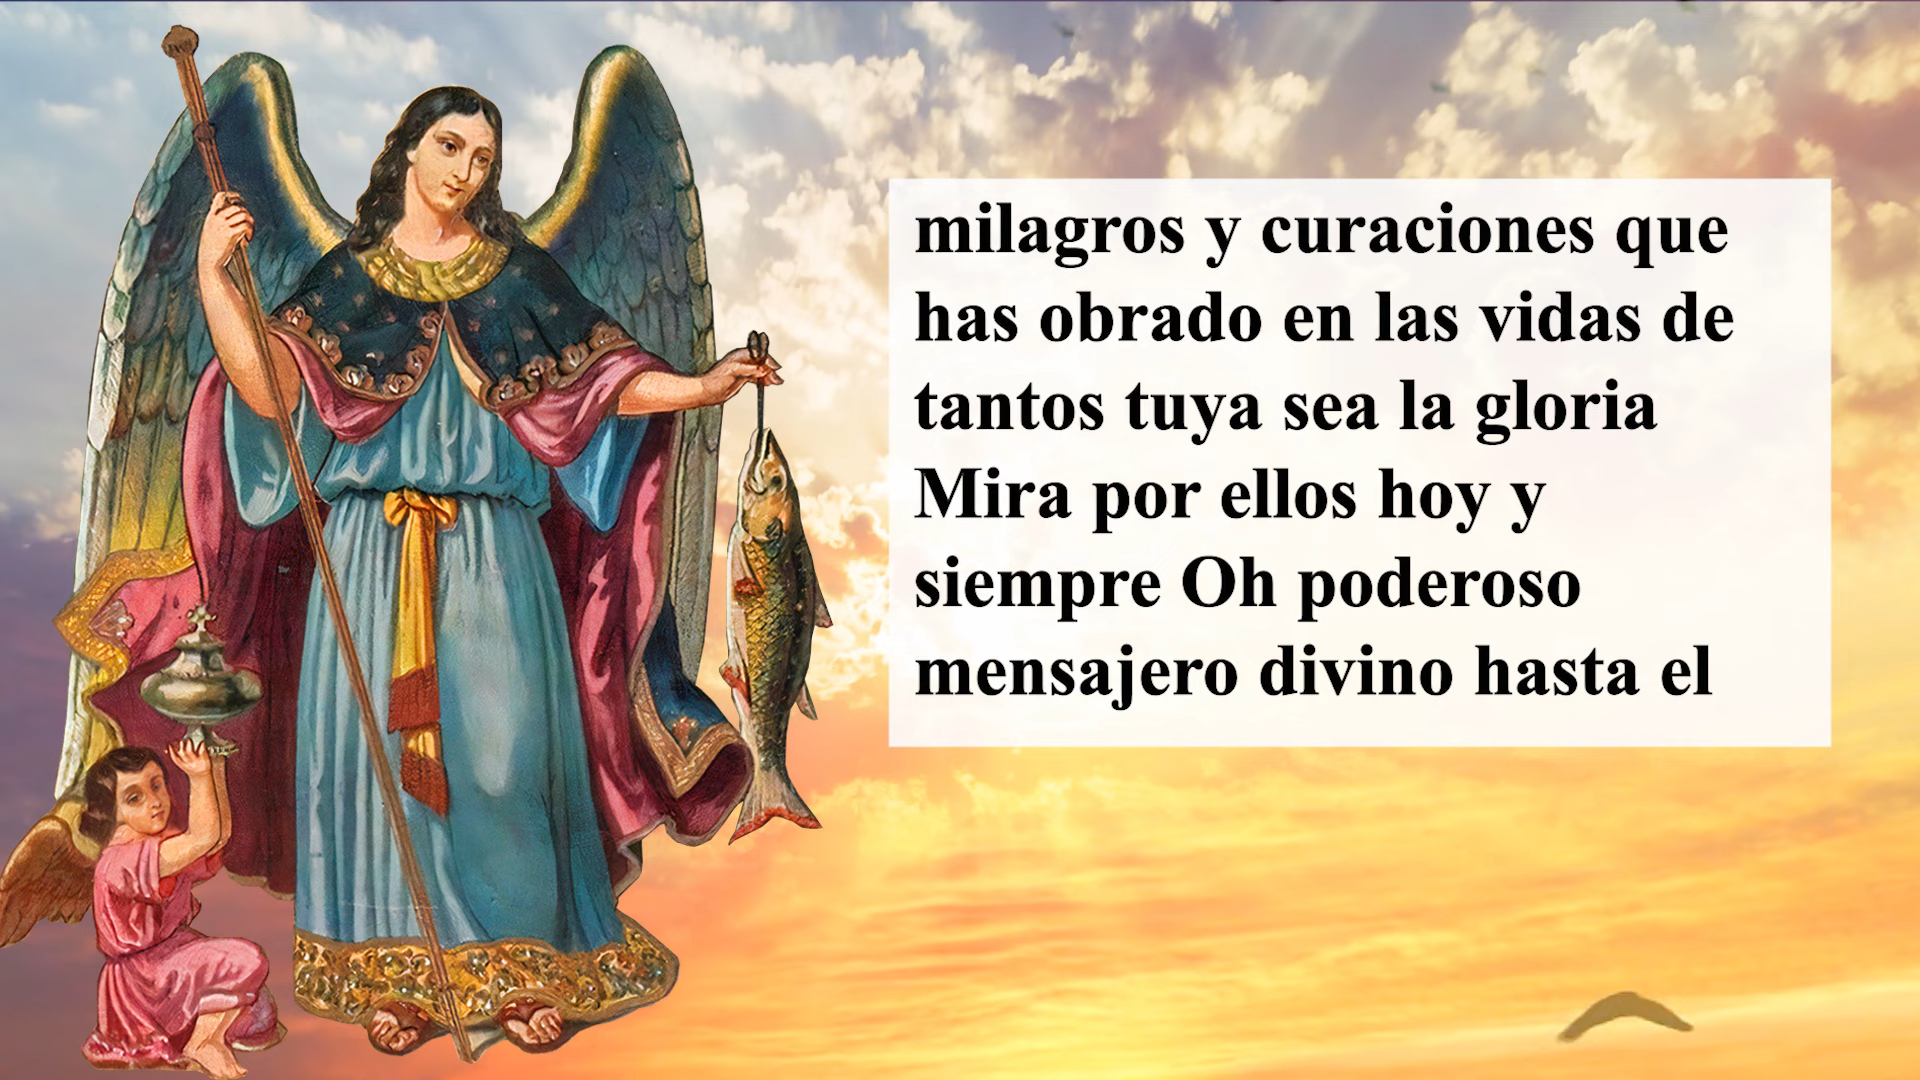 milagros y curaciones que
has obrado en las vidas de
tantos tuya sea la gloria
Mira por ellos hoy y
siempre Oh poderoso
mensajero divino hasta el